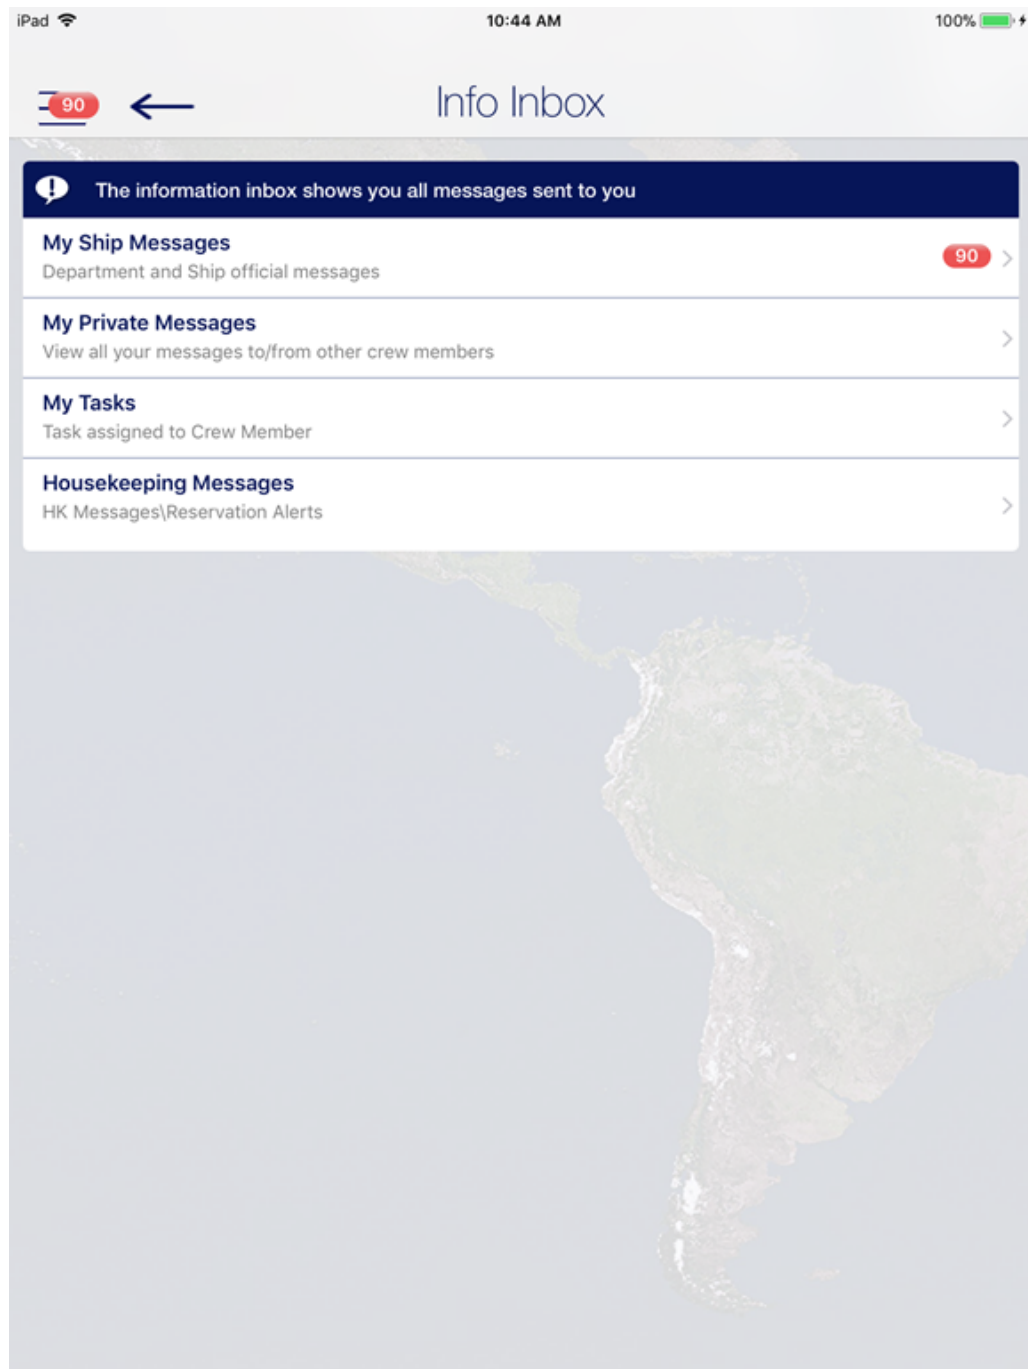 iPad 10:44 AM 100%
90 Info Inbox
The information inbox shows you all messages sent to you
My Ship Messages
Department and Ship official messages
90
My Private Messages
View all your messages to/from other crew members
My Tasks
Task assigned to Crew Member
Housekeeping Messages
HK Messages\Reservation Alerts